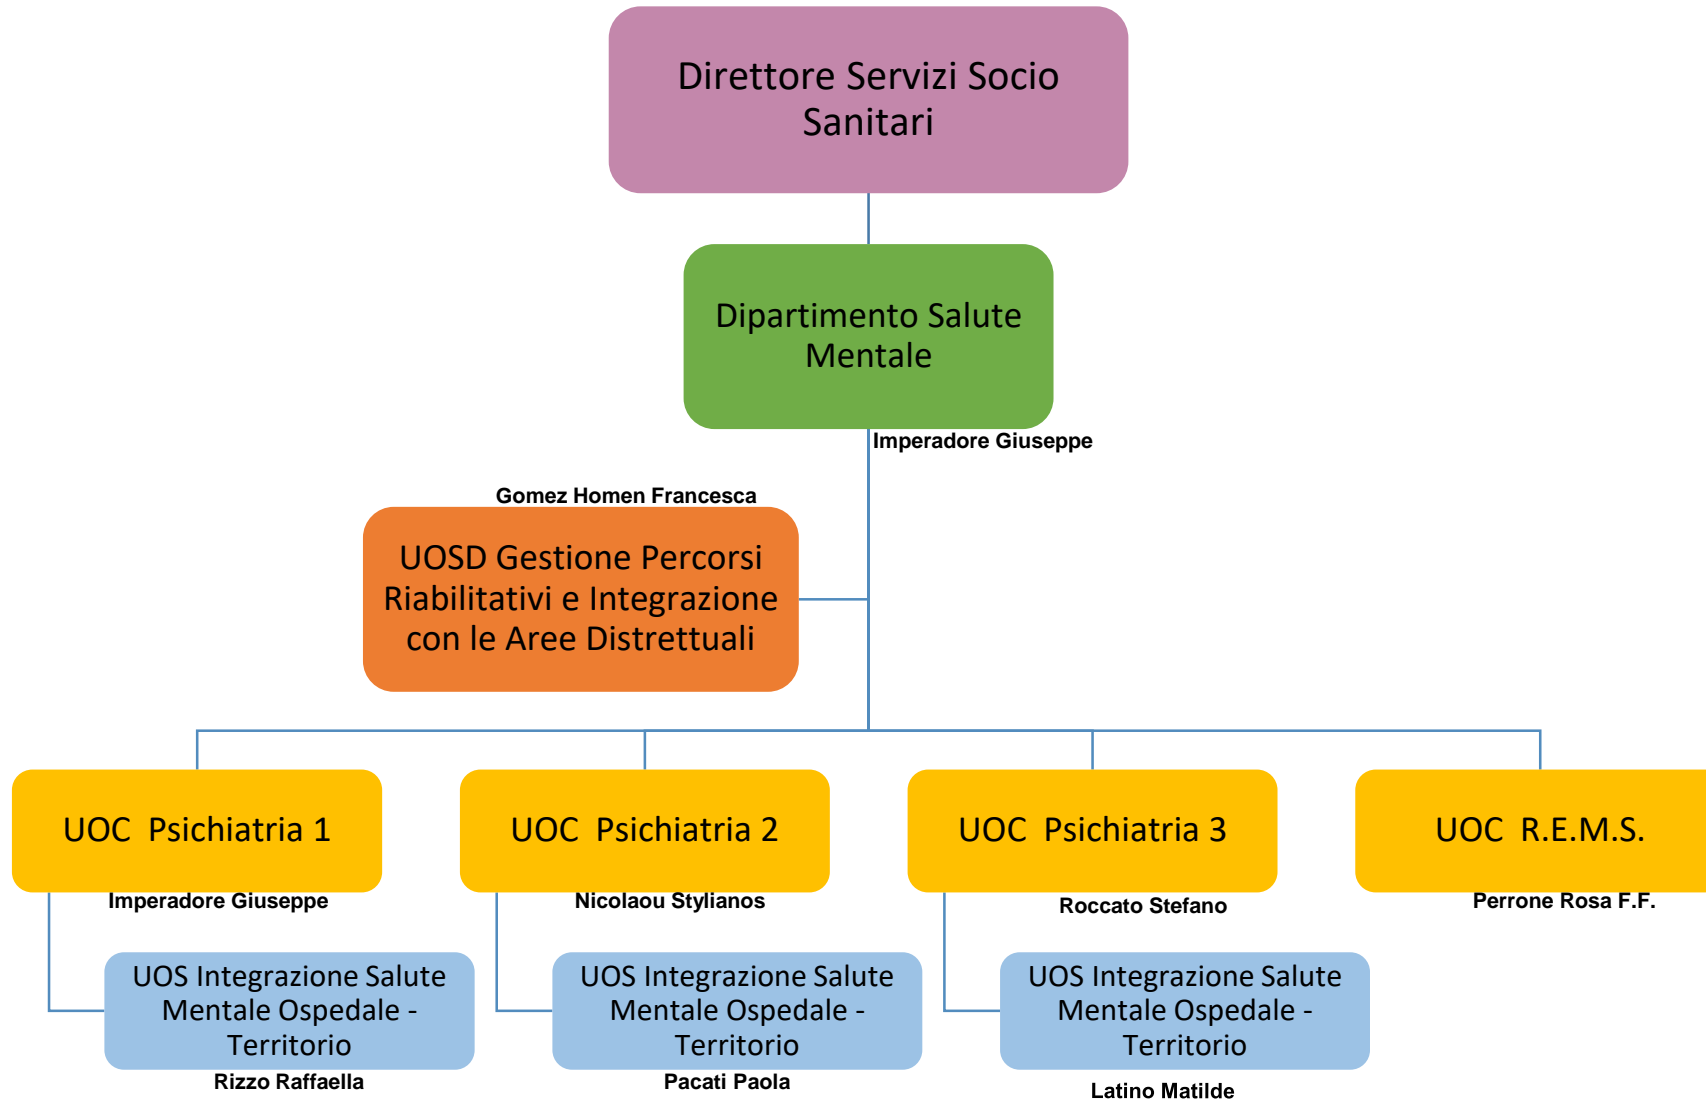 Direttore Servizi Socio
Sanitari
Dipartimento Salute
Mentale
Imperadore Giuseppe
Gomez Homen Francesca
UOSD Gestione Percorsi
Riabilitativi e Integrazione
con le Aree Distrettuali
UOC  Psichiatria 1
Imperadore Giuseppe
UOS Integrazione Salute
Mentale Ospedale -
Territorio
Rizzo Raffaella
UOC  Psichiatria 2
Nicolaou Stylianos
UOS Integrazione Salute
Mentale Ospedale -
Territorio
Pacati Paola
UOC  Psichiatria 3
Roccato Stefano
UOS Integrazione Salute
Mentale Ospedale -
Territorio
Latino Matilde
UOC  R.E.M.S.
Perrone Rosa F.F.